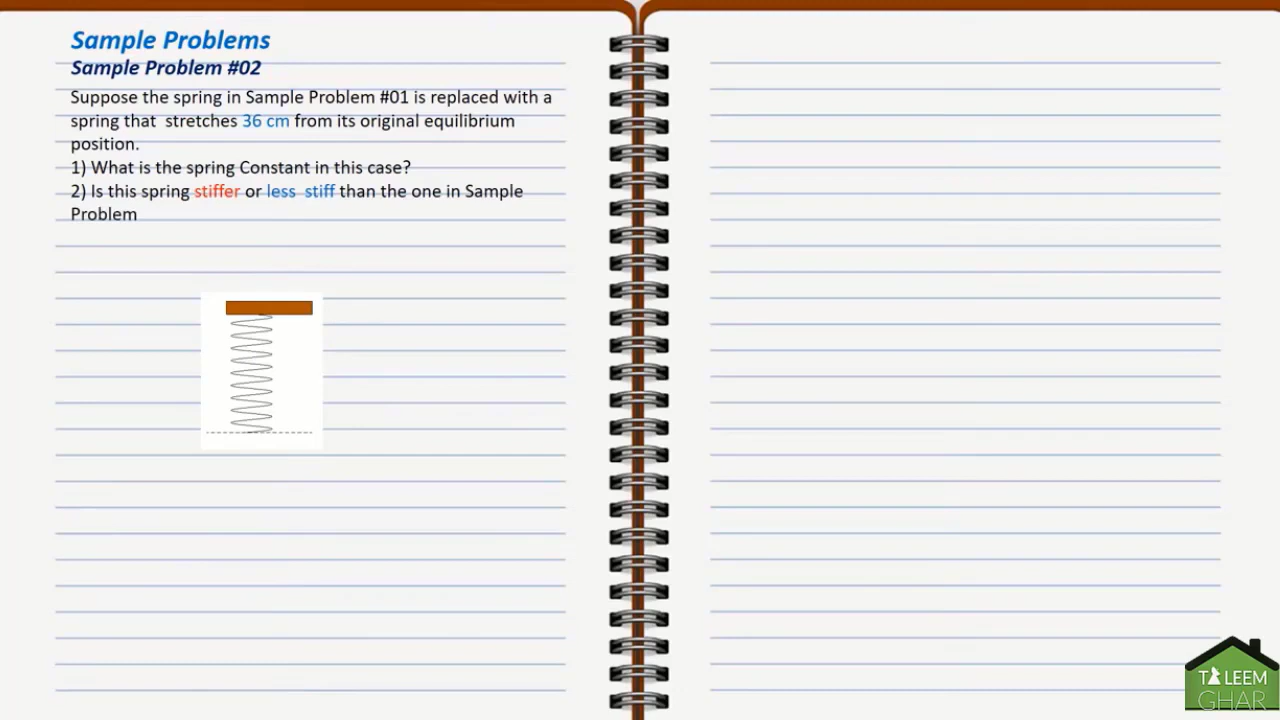 Sample Problems
Sample Problem #02
Suppose the spring in Sample Problem #01 is replaced with a
spring that stretches 36 cm from its original equilibrium
position.
1) What is the spring Constant in this case?
2) Is this spring stiffer or less stiff than the one in Sample
Problem
TALEEM
GHAR